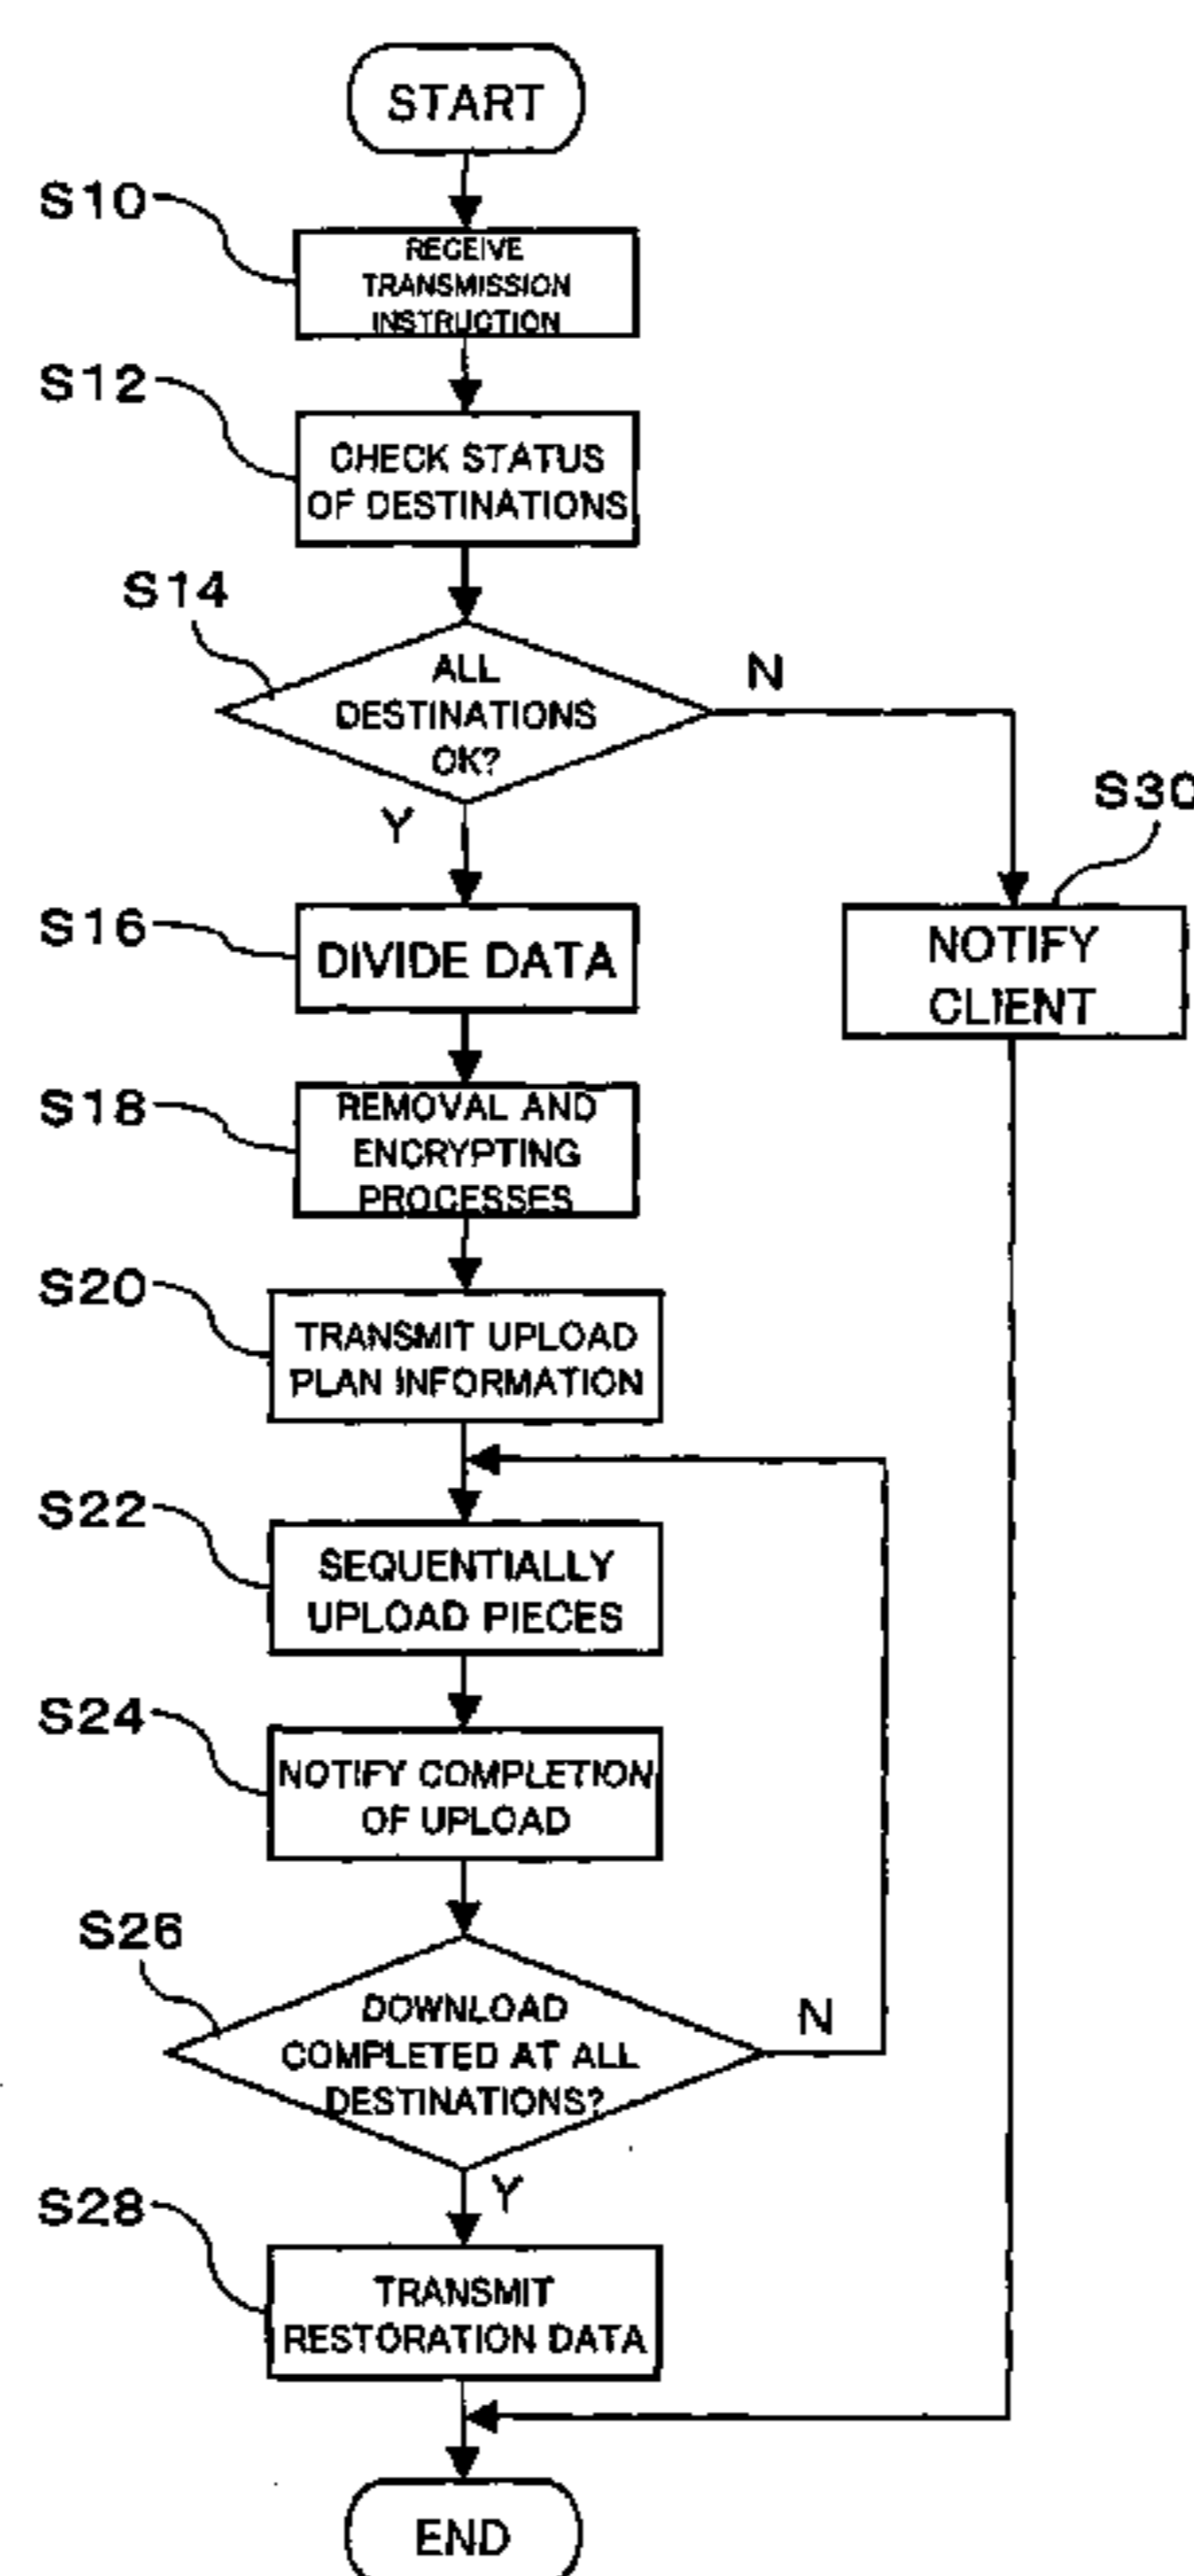 START
S10
RECEIVE
TRANSMISSION
INSTRUCTION
S12
CHECK STATUS
OF DESTINATIONS
S14
ALL
DESTINATIONS
OK?
N
Y
S30
NOTIFY
CLIENT
S16
DIVIDE DATA
S18
REMOVAL AND
ENCRYPTING
PROCESSES
S20
TRANSMIT UPLOAD
PLAN INFORMATION
S22
SEQUENTIALLY
UPLOAD PIECES
S24
NOTIFY COMPLETION
OF UPLOAD
S26
DOWNLOAD
COMPLETED AT ALL
DESTINATIONS?
N
Y
S28
TRANSMIT
RESTORATION DATA
END